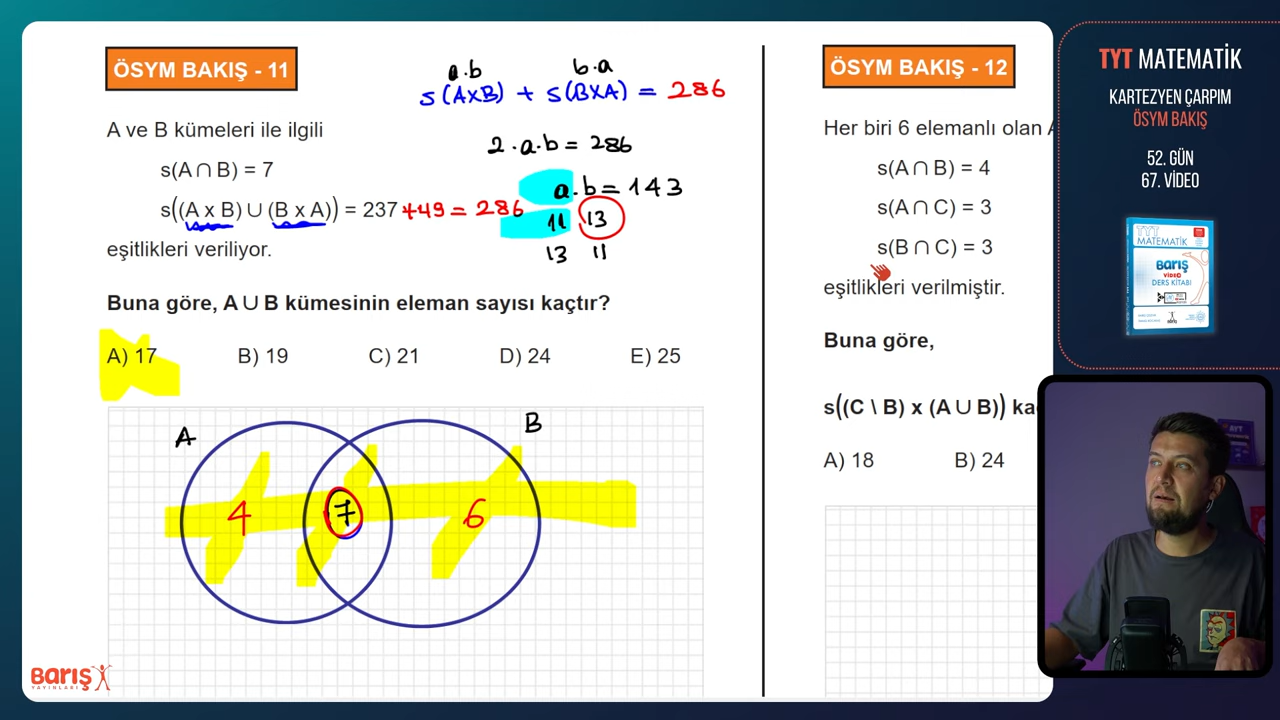 ÖSYM BAKIŞ - 11
a.b b.a
s(AxB) + s(BxA) = 286
A ve B kümeleri ile ilgili
2.a.b = 286
s(A ∩ B) = 7
a.b = 143
s((A x B) ∪ (B x A)) = 237 +49 = 286
11 13
13 11
eşitlikleri veriliyor.
Buna göre, A ∪ B kümesinin eleman sayısı kaçtır?
A) 17 B) 19 C) 21 D) 24 E) 25
A B
4 7 6
BARIŞ
YAYINLARI
ÖSYM BAKIŞ - 12
Her biri 6 elemanlı olan
s(A ∩ B) = 4
s(A ∩ C) = 3
s(B ∩ C) = 3
eşitlikleri verilmiştir.
Buna göre,
s((C \ B) x (A ∪ B))
A) 18 B) 24
TYT MATEMATİK
KARTEZYEN ÇARPIM
ÖSYM BAKIŞ
52. GÜN
67. VİDEO
TYT
MATEMATİK
BARIŞ
VİDEO
DERS KİTABI